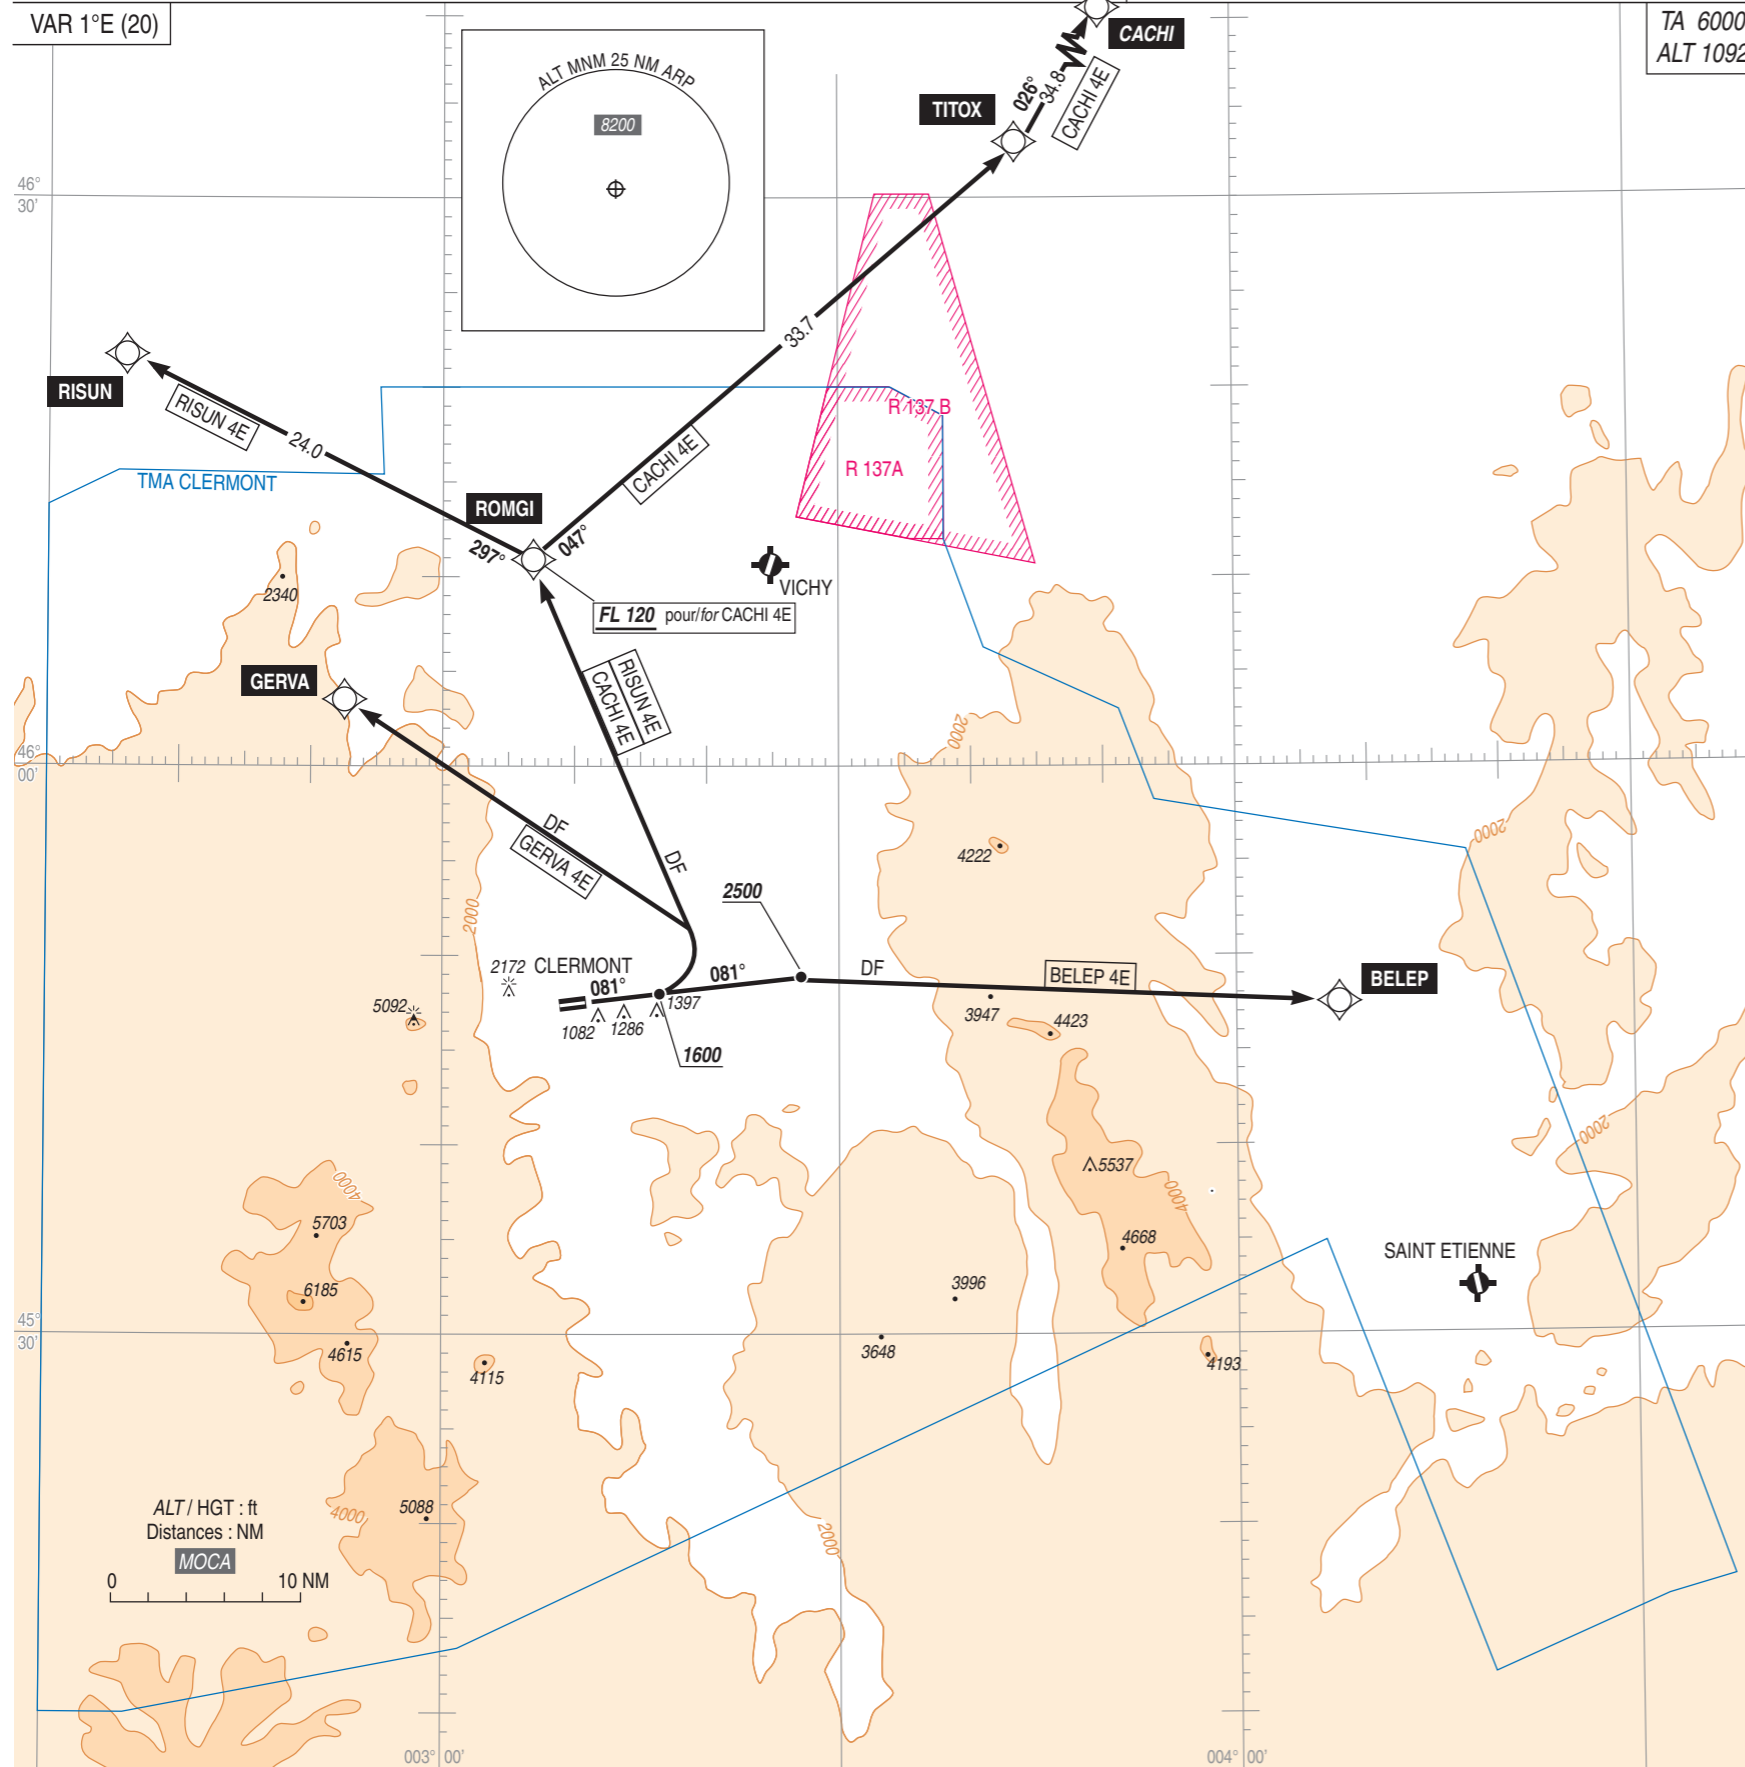 VAR 1°E (20)
CACHI
TA 6000
ALT 1092
ALT MNM 25 NM ARP
8200
TITOX
026°
34.8
CACHI 4E
46°
30'
33.7
RISUN
RISUN 4E
24.0
R 137 B
R 137A
TMA CLERMONT
CACHI 4E
ROMGI
297°
047°
VICHY
2340
FL 120 pour/for CACHI 4E
GERVA
RISUN 4E
CACHI 4E
2000
46°
00'
DF
GERVA 4E
DF
4222
2000
2500
2000
2172
CLERMONT
081°
081°
DF
BELEP 4E
BELEP
5092
1397
3947
4423
1082
1286
1600
2000
4000
5537
4000
5703
4668
SAINT ETIENNE
6185
3996
45°
30'
4615
4115
3648
4193
ALT / HGT : ft
Distances : NM
MOCA
0
10 NM
4000
5088
2000
003° 00'
004° 00'